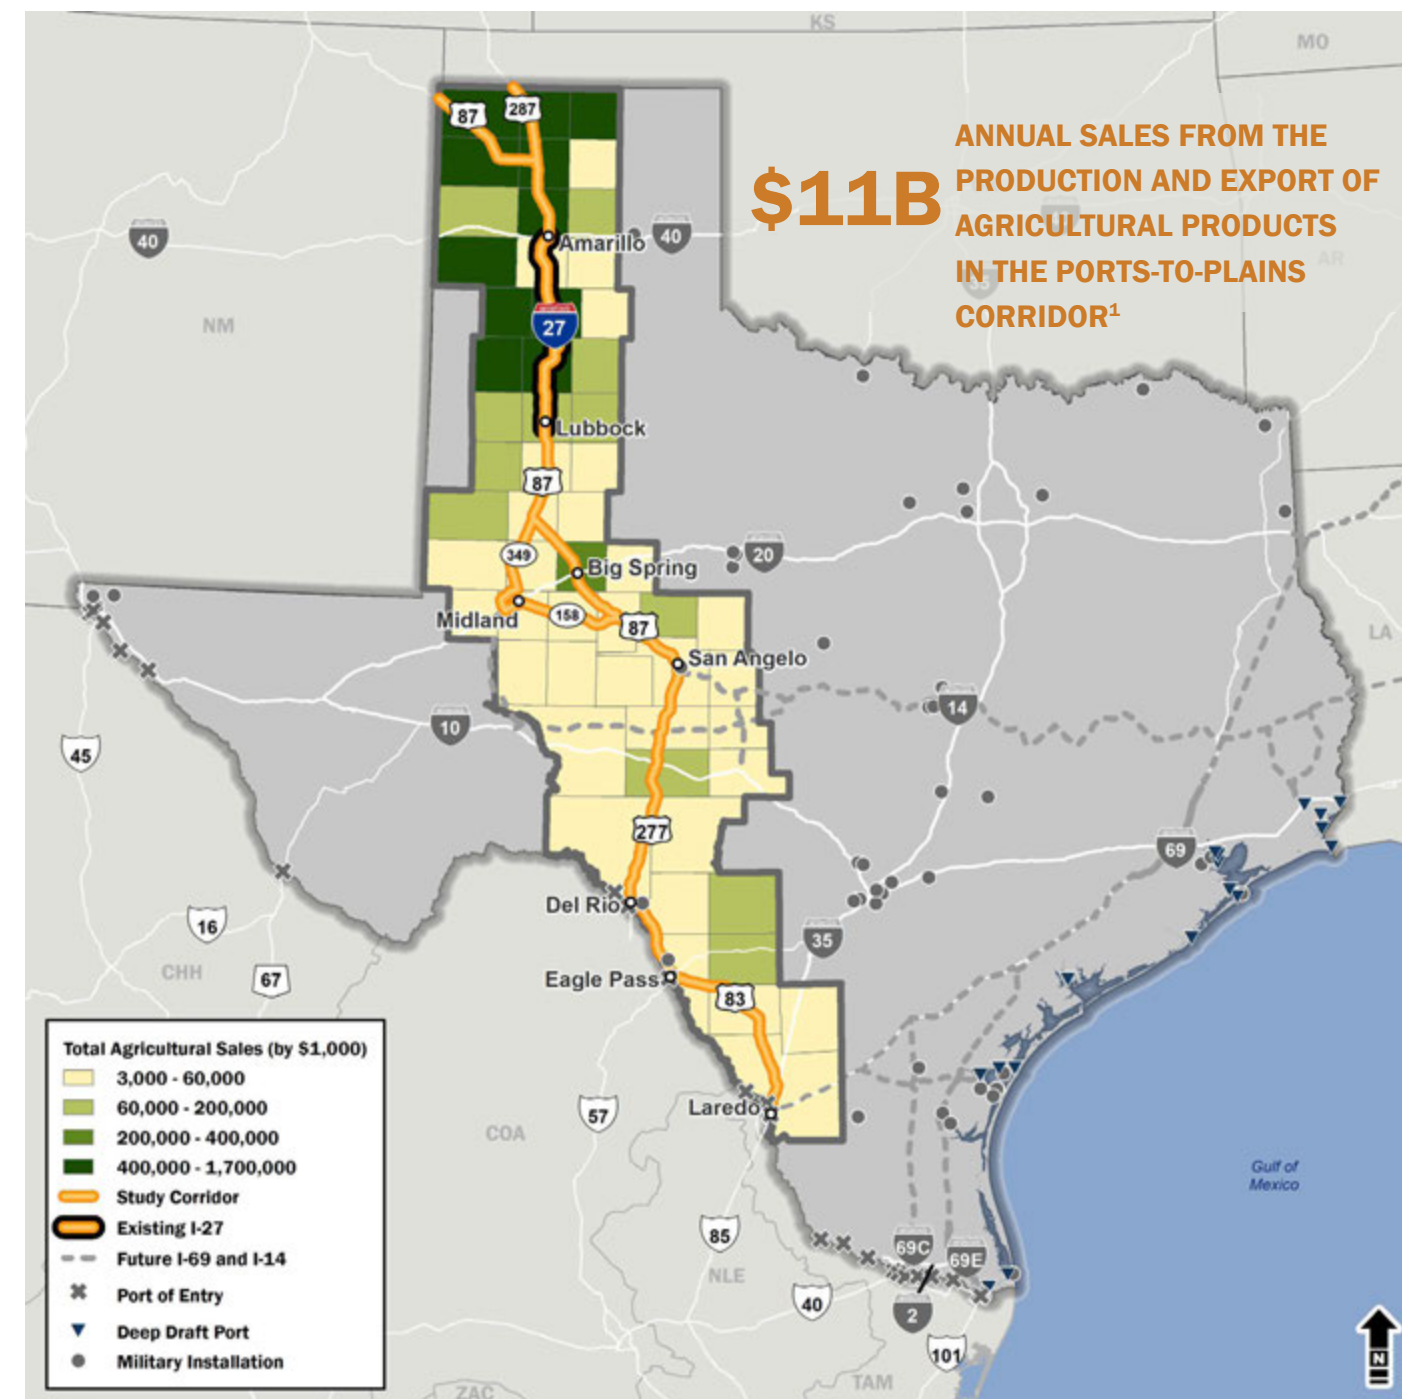 KS
MO
87
287
ANNUAL SALES FROM THE
$11B
PRODUCTION AND EXPORT OF
AGRICULTURAL PRODUCTS
IN THE PORTS-TO-PLAINS
CORRIDOR¹
40
Amarillo
40
AR
35
NM
27
Lubbock
87
349
Big Spring
20
Midland
158
87
San Angelo
LA
14
10
45
277
69
Del Rio
16
35
CHH
67
Eagle Pass
83
Laredo
57
COA
Gulf of
Mexico
85
NLE
69C
69E
40
2
101
TAM
ZAC
N
Total Agricultural Sales (by $1,000)
3,000 - 60,000
60,000 - 200,000
200,000 - 400,000
400,000 - 1,700,000
Study Corridor
Existing I-27
Future I-69 and I-14
Port of Entry
Deep Draft Port
Military Installation